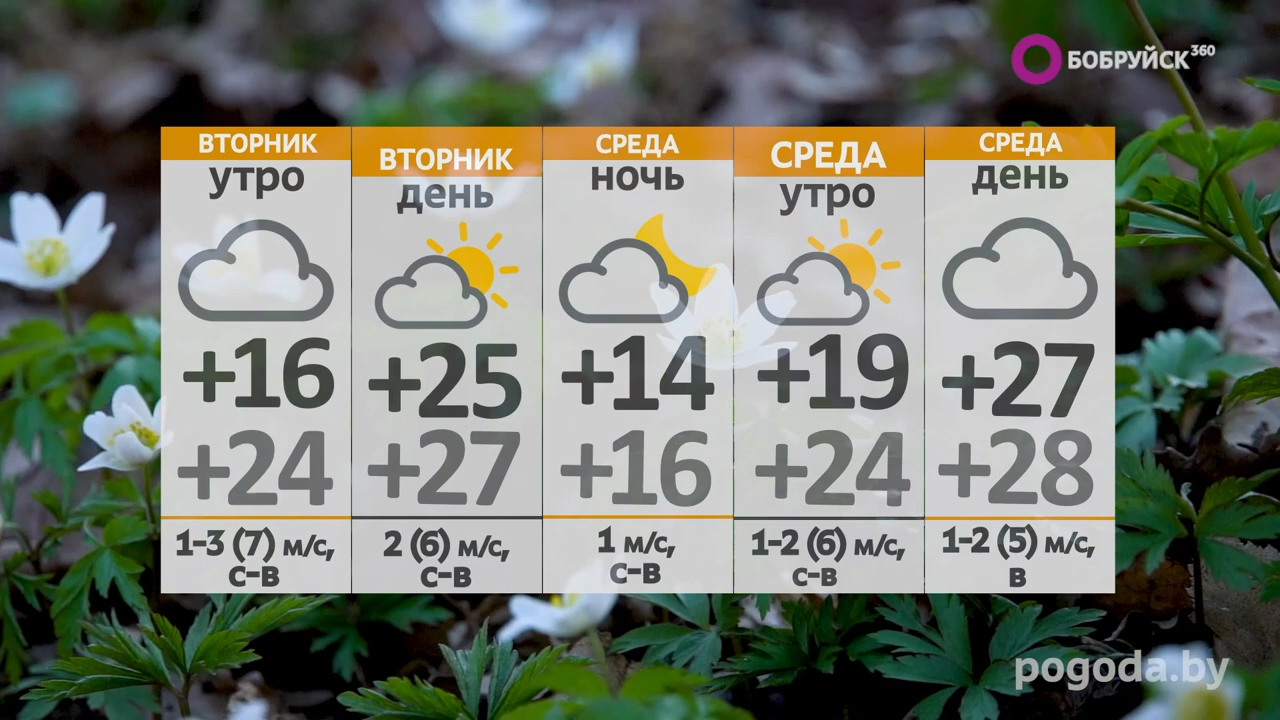 БОБРУЙСК360
ВТОРНИК
утро
+16
+24
1-3 (7) м/с,
с-в
ВТОРНИК
день
+25
+27
2 (6) м/с,
с-в
СРЕДА
ночь
+14
+16
1 м/с,
с-в
СРЕДА
утро
+19
+24
1-2 (6) м/с,
с-в
СРЕДА
день
+27
+28
1-2 (5) м/с,
в
pogoda.by